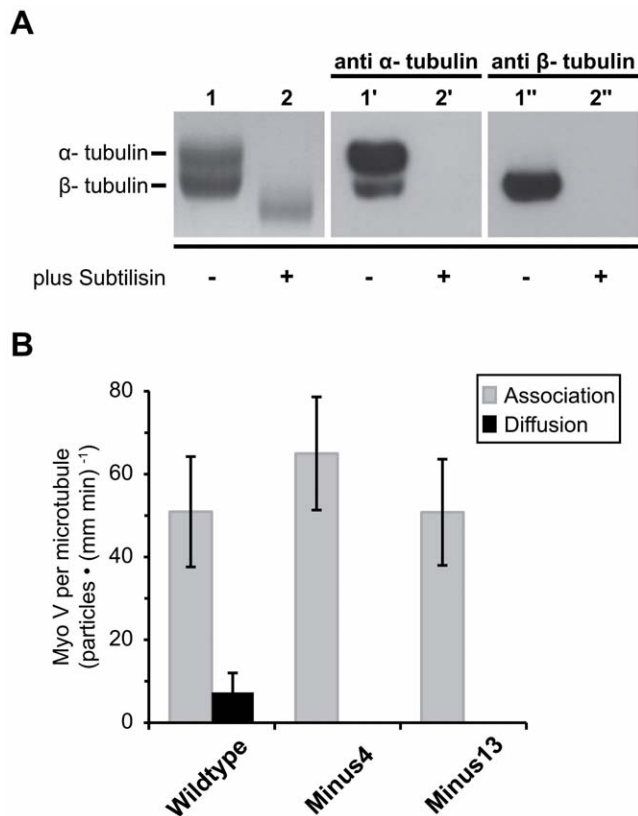 A
anti α- tubulin anti β- tubulin
1 2 1' 2' 1" 2"
α- tubulin
β- tubulin
plus Subtilisin - + - + - +
B
80
60
40
20
0
Myo V per microtubule
(particles • (mm min) ⁻¹)
Association
Diffusion
Wildtype
Minus4
Minus13